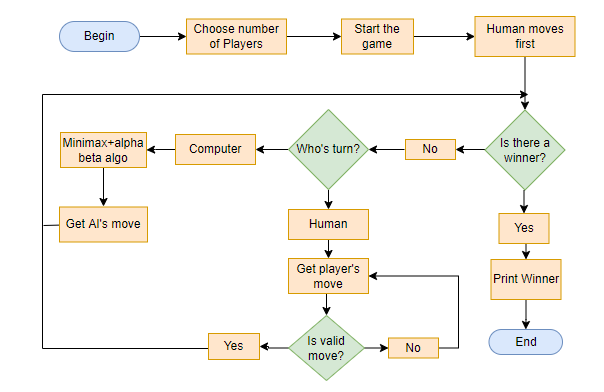 Begin
Choose number
of Players
Start the
game
Human moves
first
Is there a
winner?
No
Who's turn?
Computer
Minimax+alpha
beta algo
Get AI's move
Human
Get player's
move
Is valid
move?
Yes
No
Yes
Print Winner
End